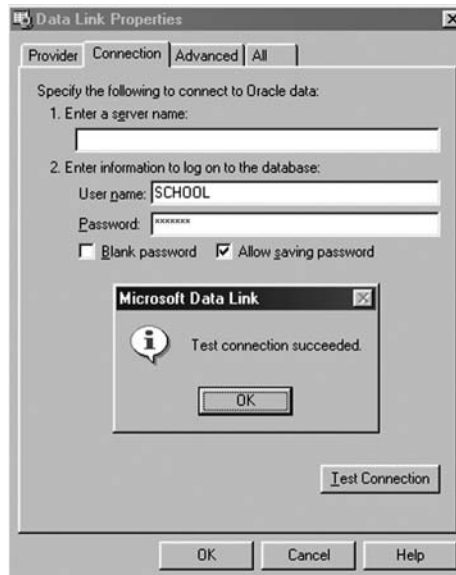 Data Link Properties
Provider Connection Advanced All
Specify the following to connect to Oracle data:
1. Enter a server name:
2. Enter information to log on to the database:
User name: SCHOOL
Password: ×××××××
Blank password Allow saving password
Microsoft Data Link
Test connection succeeded.
OK
Test Connection
OK Cancel Help